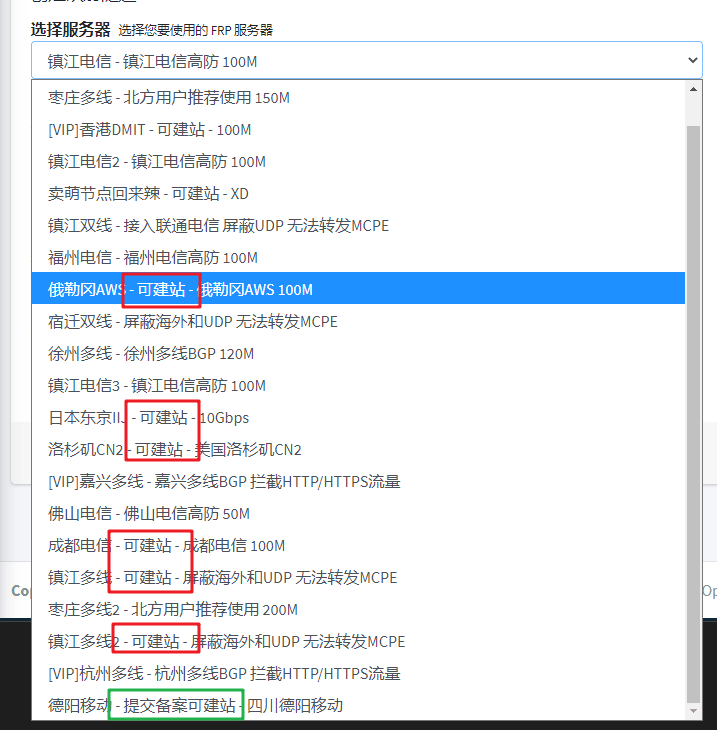 选择服务器 选择您要使用的 FRP 服务器
镇江电信 - 镇江电信高防 100M
枣庄多线 - 北方用户推荐使用 150M
[VIP]香港DMIT - 可建站 - 100M
镇江电信2 - 镇江电信高防 100M
卖萌节点回来辣 - 可建站 - XD
镇江双线 - 接入联通电信 屏蔽UDP 无法转发MCPE
福州电信 - 福州电信高防 100M
俄勒冈AWS - 可建站 - 俄勒冈AWS 100M
宿迁双线 - 屏蔽海外和UDP 无法转发MCPE
徐州多线 - 徐州多线BGP 120M
镇江电信3 - 镇江电信高防 100M
日本东京IIJ - 可建站 - 10Gbps
洛杉矶CN2 - 可建站 - 美国洛杉矶CN2
[VIP]嘉兴多线 - 嘉兴多线BGP 拦截HTTP/HTTPS流量
佛山电信 - 佛山电信高防 50M
成都电信 - 可建站 - 成都电信 100M
镇江多线 - 可建站 - 屏蔽海外和UDP 无法转发MCPE
枣庄多线2 - 北方用户推荐使用 200M
镇江多线2 - 可建站 - 屏蔽海外和UDP 无法转发MCPE
[VIP]杭州多线 - 杭州多线BGP 拦截HTTP/HTTPS流量
德阳移动 - 提交备案可建站 - 四川德阳移动